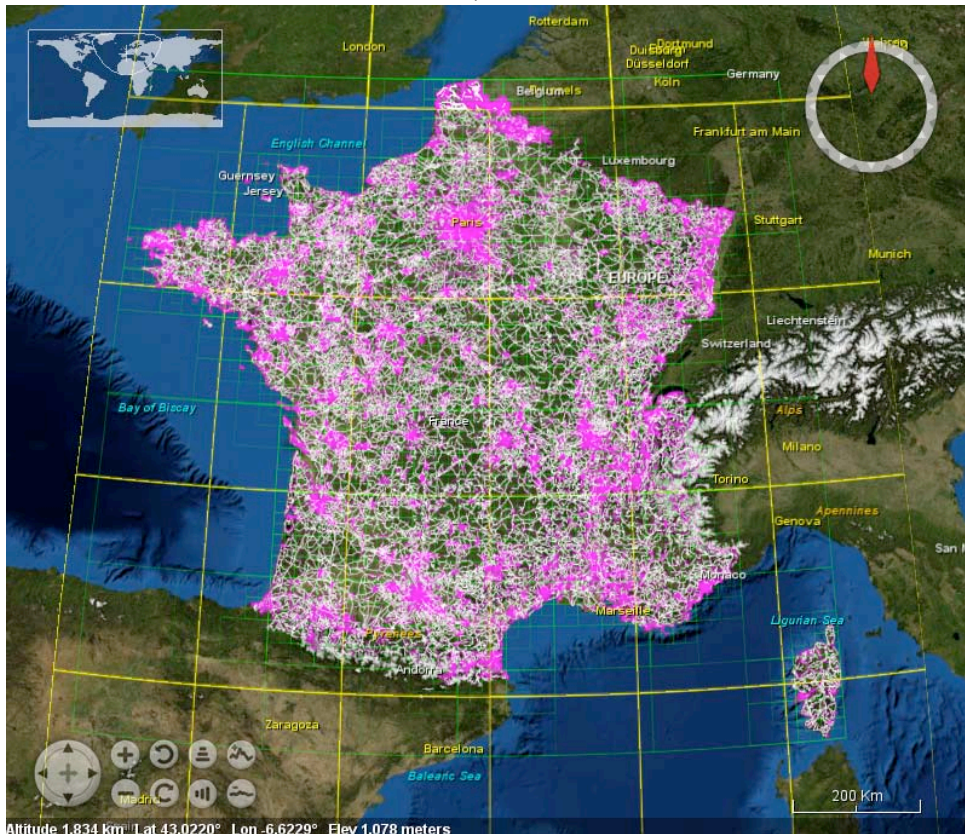 Rotterdam
London
Dortmund
Duisburg
Düsseldorf
Köln
Germany
Belgium
Frankfurt am Main
English Channel
Luxembourg
Guernsey
Jersey
Paris
Stuttgart
Munich
EUROPE
Liechtenstein
Switzerland
Bay of Biscay
Alps
France
Milano
Torino
Apennines
Genova
San M
Monaco
Marseille
Ligurian Sea
Pyrenees
Andorra
Zaragoza
Barcelona
Balearic Sea
Madrid
200 Km
Altitude 1,834 km Lat 43.0220° Lon -6.6229° Elev 1,078 meters